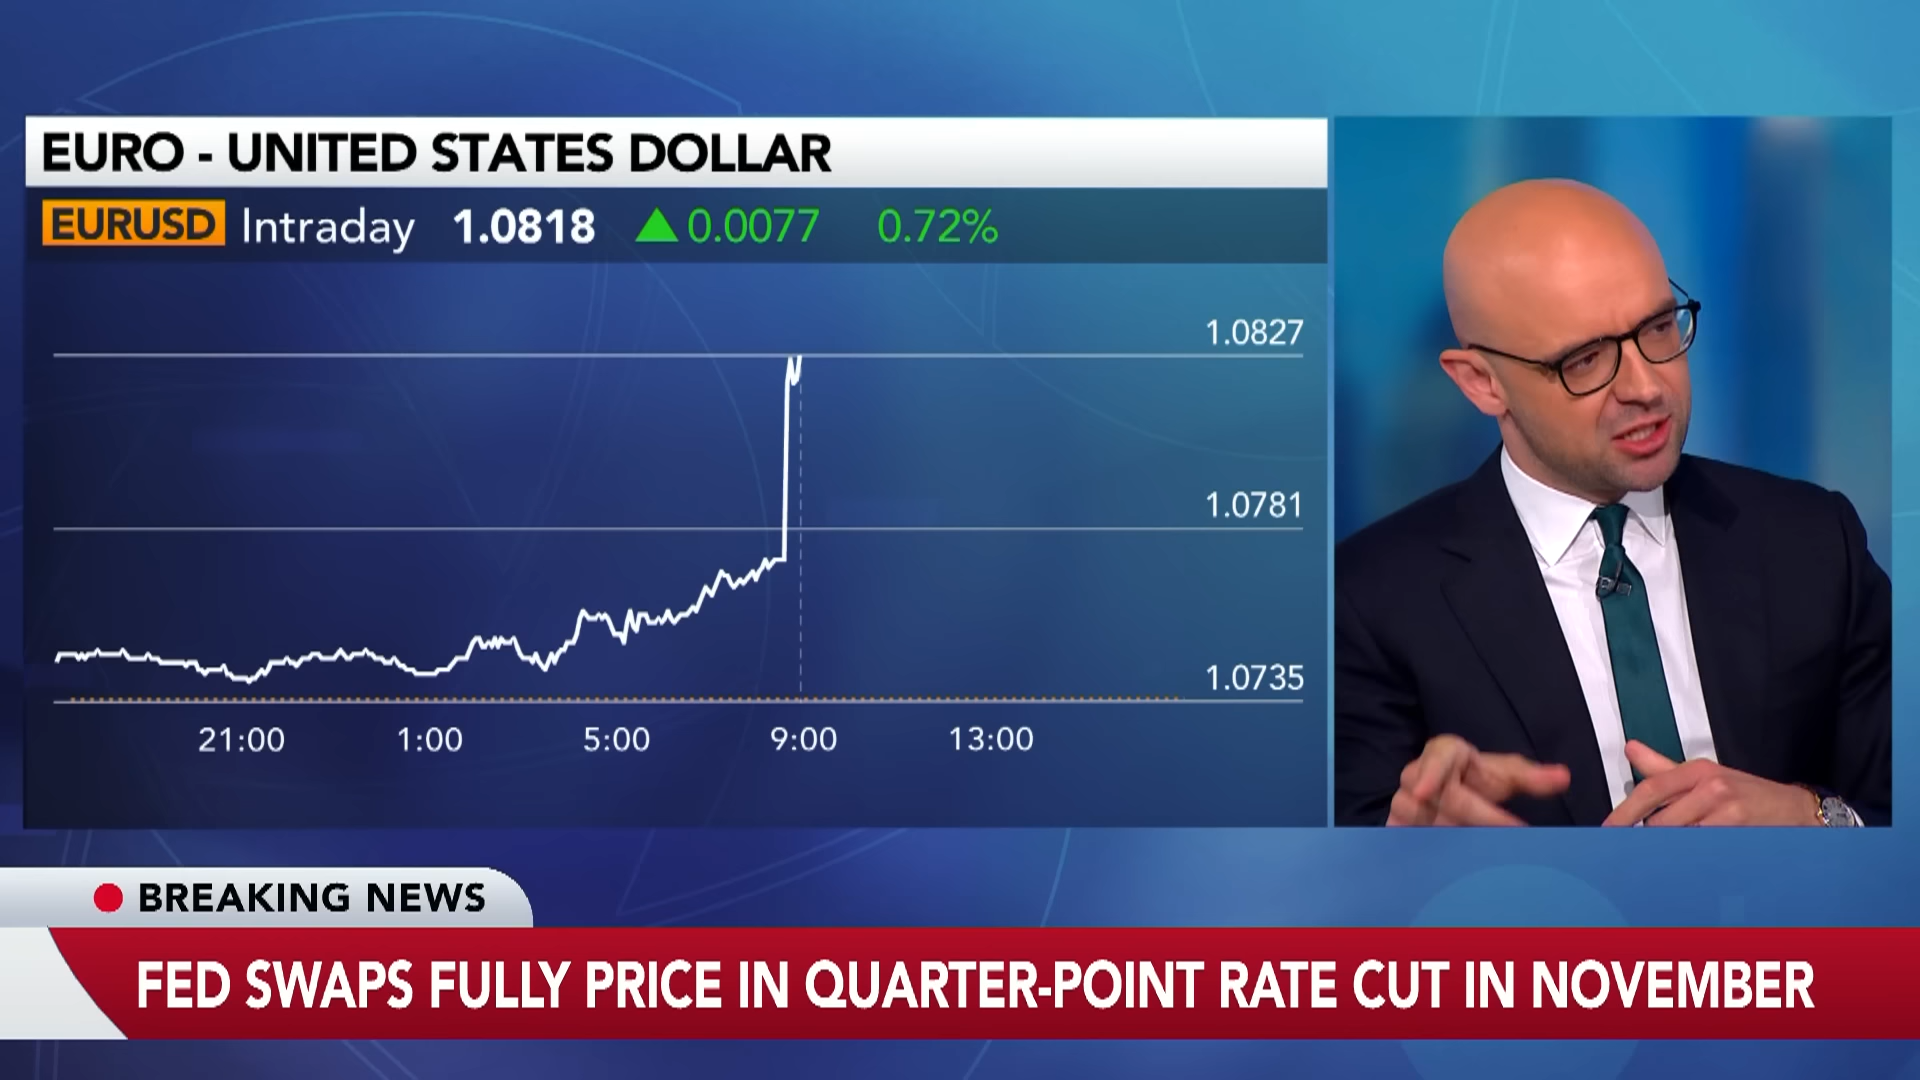 EURO - UNITED STATES DOLLAR
EURUSD Intraday 1.0818 ▲0.0077 0.72%
1.0827
1.0781
1.0735
21:00 1:00 5:00 9:00 13:00
BREAKING NEWS
FED SWAPS FULLY PRICE IN QUARTER-POINT RATE CUT IN NOVEMBER